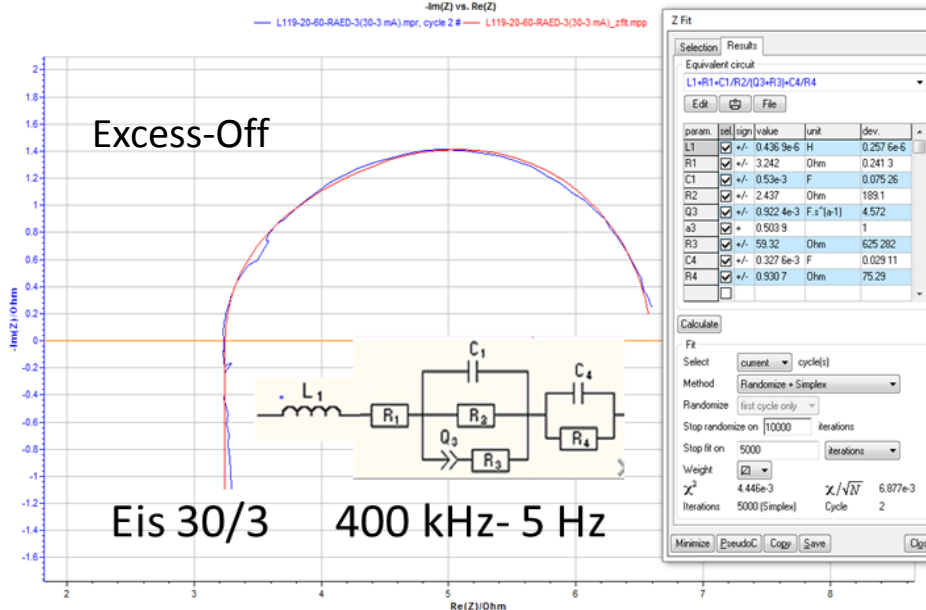 -Im(Z) vs. Re(Z)
L119-20-60-RAED-3(30-3 mA).mpr, cycle 2 # L119-20-60-RAED-3(30-3 mA)_zfit.mpp
Excess-Off
-Im(Z)/Ohm
2
1.8
1.6
1.4
1.2
1
0.8
0.6
0.4
0.2
0
-0.2
-0.4
-0.6
-0.8
-1
-1.2
-1.4
-1.6
L1
R1
C1
R2
Q3
R3
C4
R4
Eis 30/3 400 kHz- 5 Hz
2 3 4 5 6 7 8
Re(Z)/Ohm
Z Fit
Selection Results
Equivalent circuit
L1+R1+C1/R2/(Q3+R3)+C4/R4
Edit File
param. sel. sign value unit dev.
L1 +/- 0.436 9e-6 H 0.257 6e-6
R1 +/- 3.242 Ohm 0.241 3
C1 +/- 0.53e-3 F 0.075 26
R2 +/- 2.437 Ohm 189.1
Q3 +/- 0.922 4e-3 F.s^(a-1) 4.572
a3 + 0.503 9 1
R3 +/- 59.32 Ohm 625 282
C4 +/- 0.327 6e-3 F 0.029 11
R4 +/- 0.930 7 Ohm 75.29
Calculate
Fit
Select current cycle(s)
Method Randomize + Simplex
Randomize first cycle only
Stop randomize on 10000 iterations
Stop fit on 5000 iterations
Weight |Z|
χ² 4.446e-3 χ/√N 6.877e-3
Iterations 5000 (Simplex) Cycle 2
Minimize PseudoC Copy Save Clo